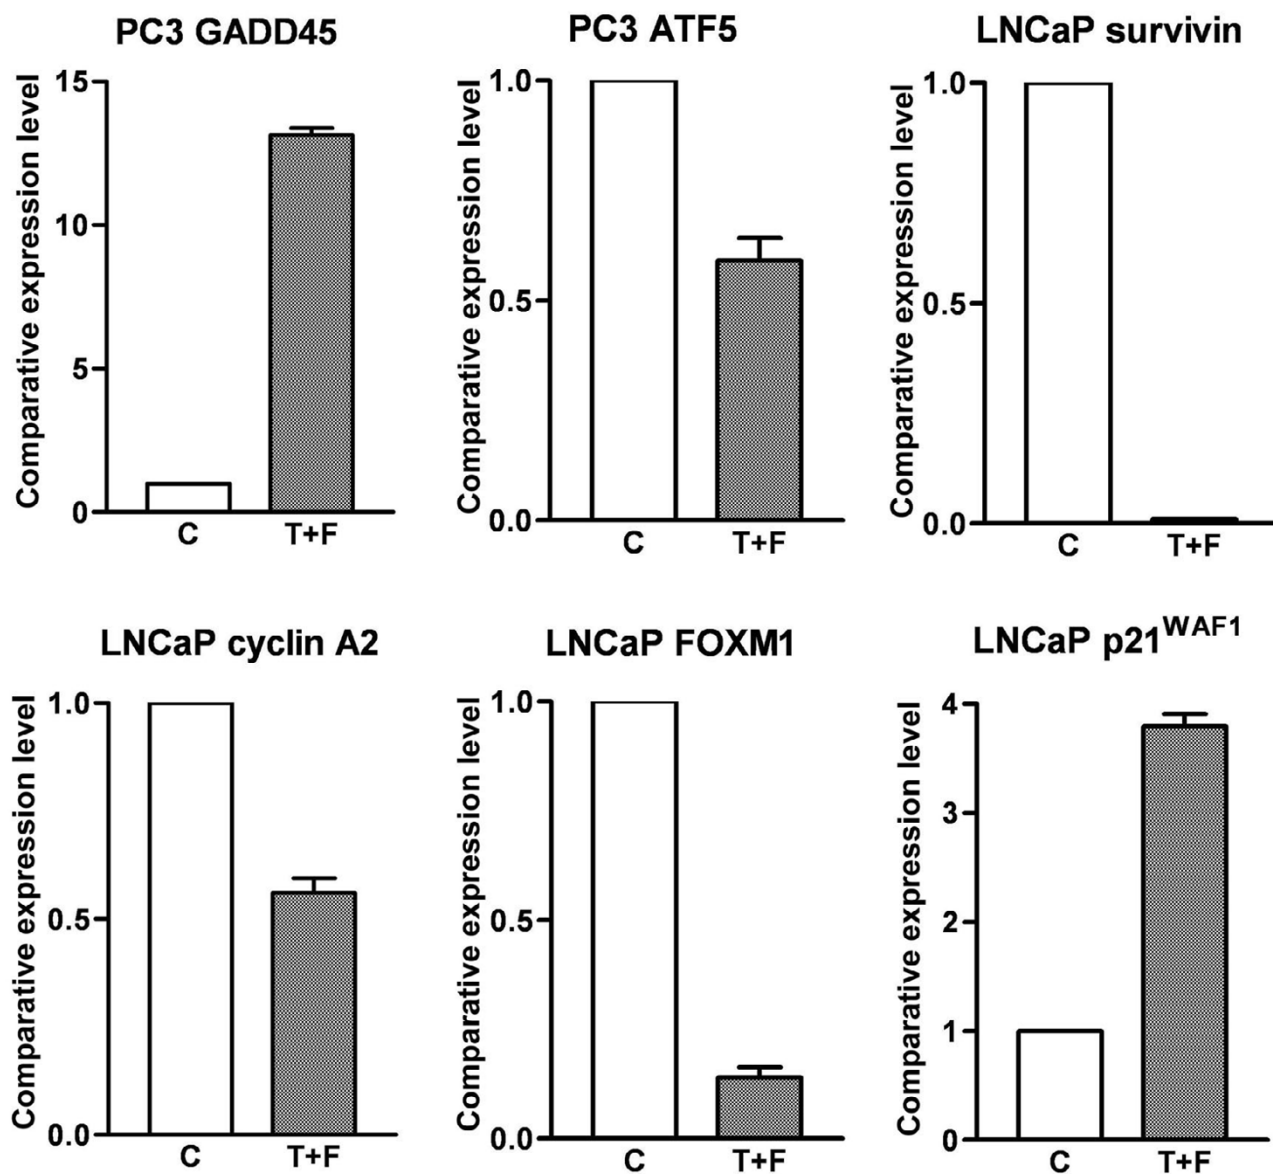 PC3 GADD45
Comparative expression level
15
10
5
0
C
T+F
PC3 ATF5
Comparative expression level
1.0
0.5
0.0
C
T+F
LNCaP survivin
Comparative expression level
1.0
0.5
0.0
C
T+F
LNCaP cyclin A2
Comparative expression level
1.0
0.5
0.0
C
T+F
LNCaP FOXM1
Comparative expression level
1.0
0.5
0.0
C
T+F
LNCaP p21WAF1
Comparative expression level
4
3
2
1
0
C
T+F